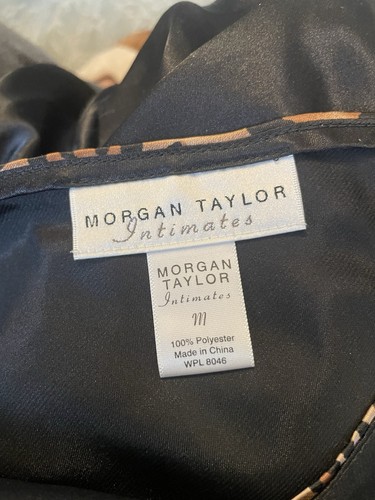 MORGAN TAYLOR
Intimates
MORGAN
TAYLOR
Intimates
M
100% Polyester
Made in China
WPL 8046